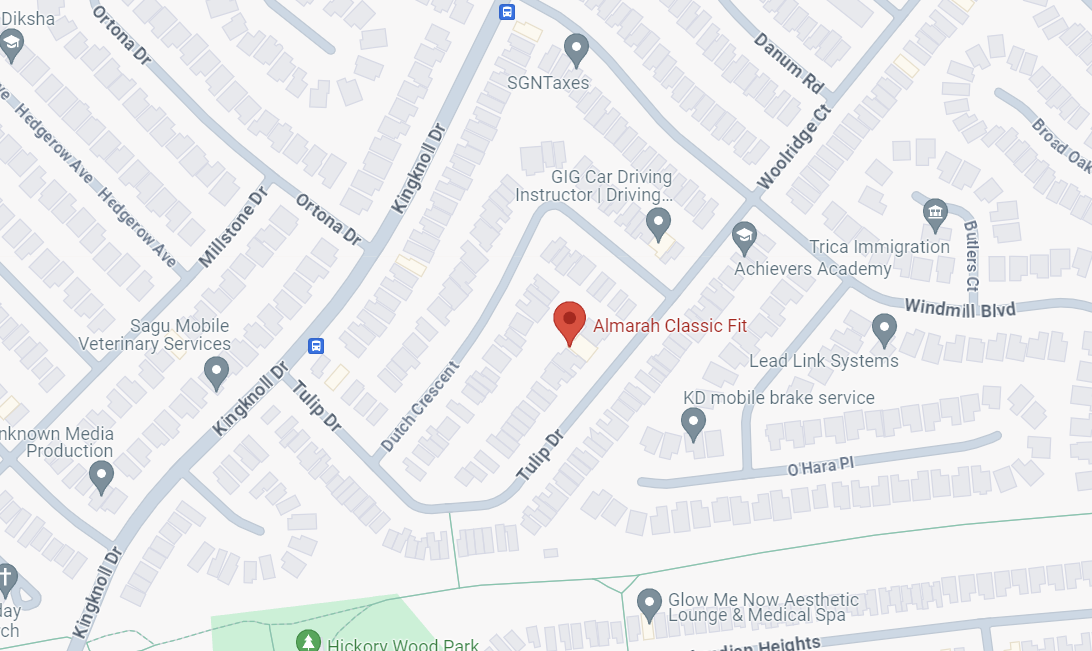 Diksha
Ortona Dr
Danum Rd
SGNTaxes
Hedgerow Ave
Hedgerow Ave
Kingknoll Dr
Woolridge Ct
Broad Oak
GIG Car Driving
Instructor | Driving...
Millstone Dr
Ortona Dr
Trica Immigration
Achievers Academy
Butlers Ct
Windmill Blvd
Sagu Mobile
Veterinary Services
Almarah Classic Fit
Lead Link Systems
Kingknoll Dr
Tulip Dr
Dutch Crescent
KD mobile brake service
nknown Media
Production
Tulip Dr
O'Hara Pl
Kingknoll Dr
Glow Me Now Aesthetic
Lounge & Medical Spa
Hickory Wood Park
Heights